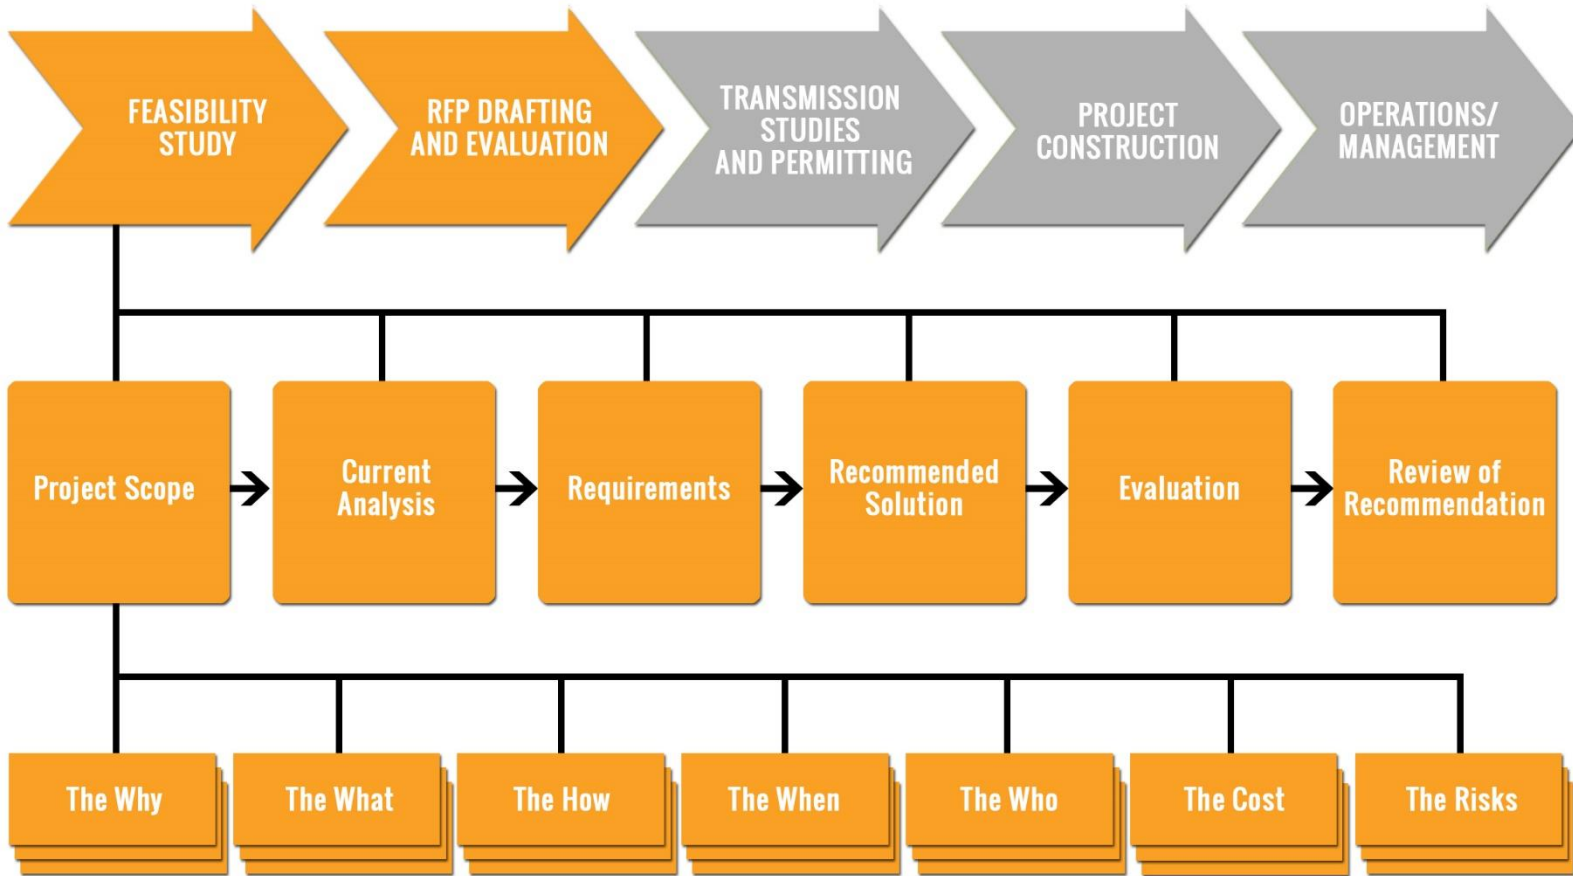 FEASIBILITY
STUDY
RFP DRAFTING
AND EVALUATION
TRANSMISSION
STUDIES
AND PERMITTING
PROJECT
CONSTRUCTION
OPERATIONS/
MANAGEMENT
Project Scope
Current
Analysis
Requirements
Recommended
Solution
Evaluation
Review of
Recommendation
The Why
The What
The How
The When
The Who
The Cost
The Risks